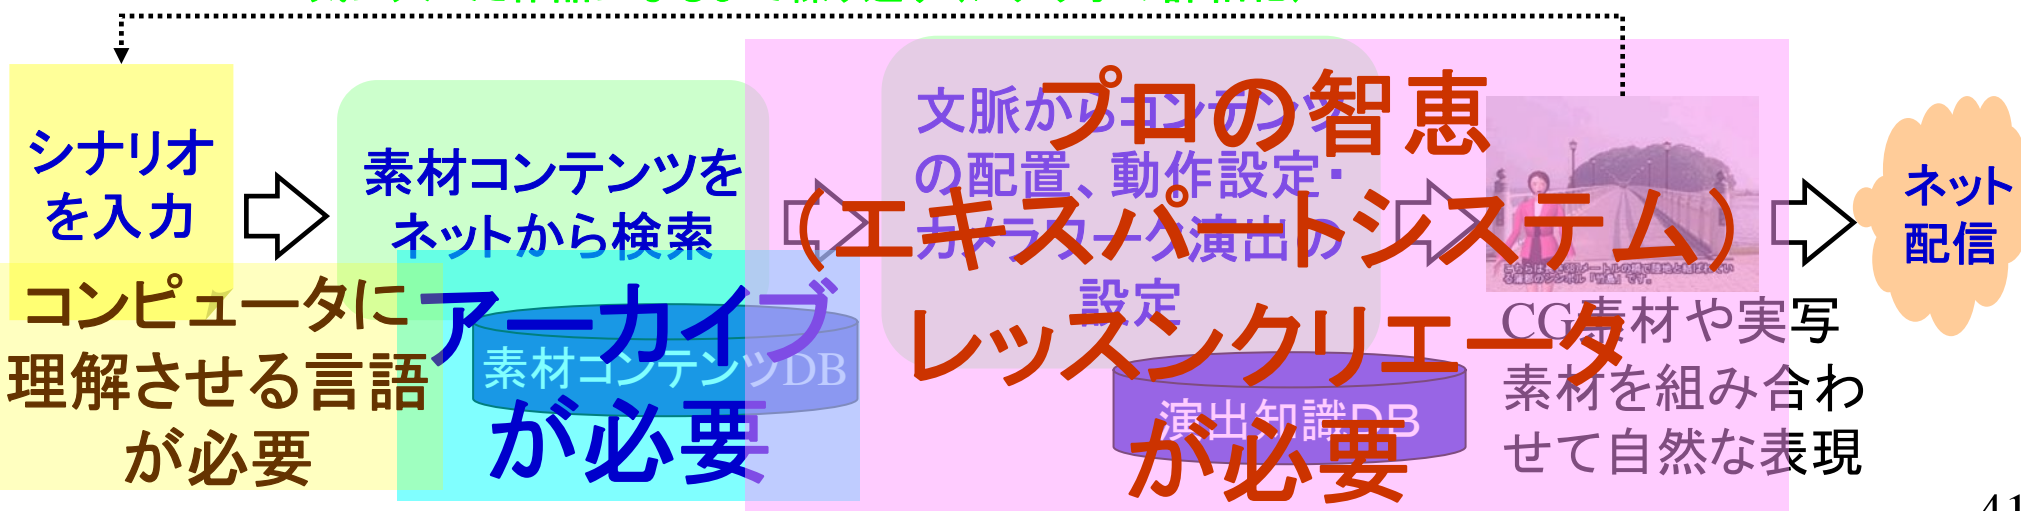 シナリオ
を入力
コンピュータに
理解させる言語
が必要
素材コンテンツを
ネットから検索
アーカイブ
素材コンテンツDB
が必要
文脈からコンテンツ
の配置、動作設定・
カメラワーク演出の
設定
プロの智恵
（エキスパートシステム）
レッスンクリエータ
演出知識DB
が必要
CG素材や実写
素材を組み合わ
せて自然な表現
ネット
配信
41